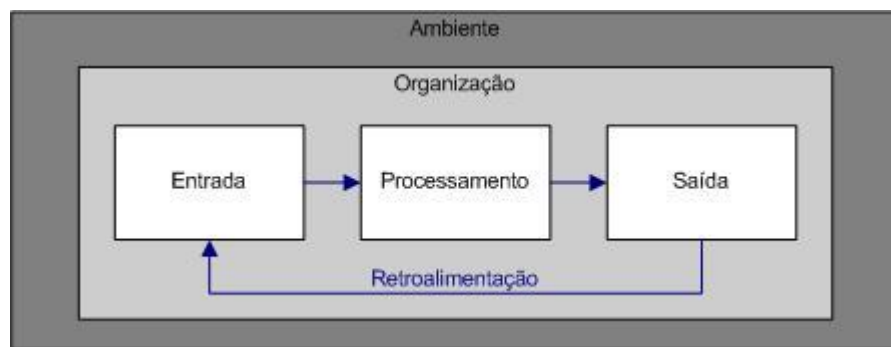 Ambiente
Organização
Entrada
Processamento
Saída
Retroalimentação